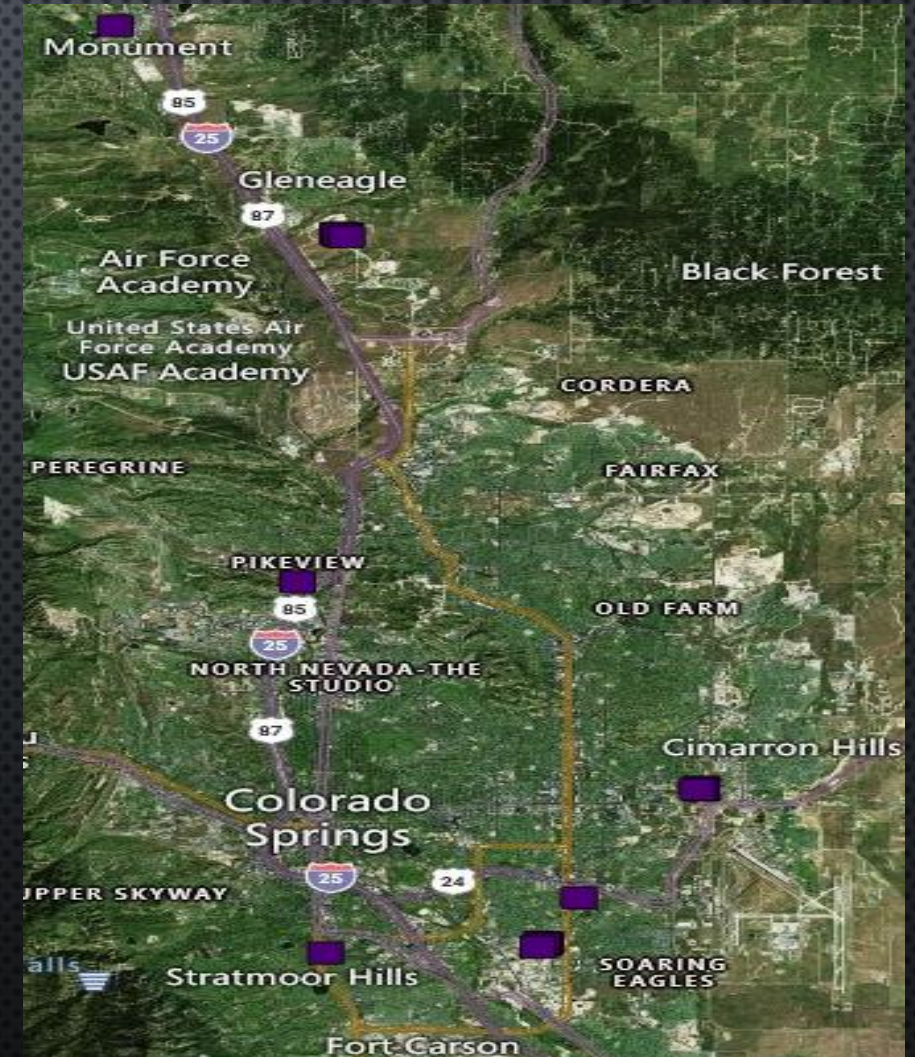 Monument
85
25
Gleneagle
87
Air Force
Academy
Black Forest
United States Air
Force Academy
USAF Academy
CORDERA
PEREGRINE
FAIRFAX
PIKEVIEW
85
OLD FARM
25
NORTH NEVADA-THE
STUDIO
87
Cimarron Hills
Colorado
Springs
25
24
UPPER SKYWAY
SOARING
EAGLES
Stratmoor Hills
Fort Carson